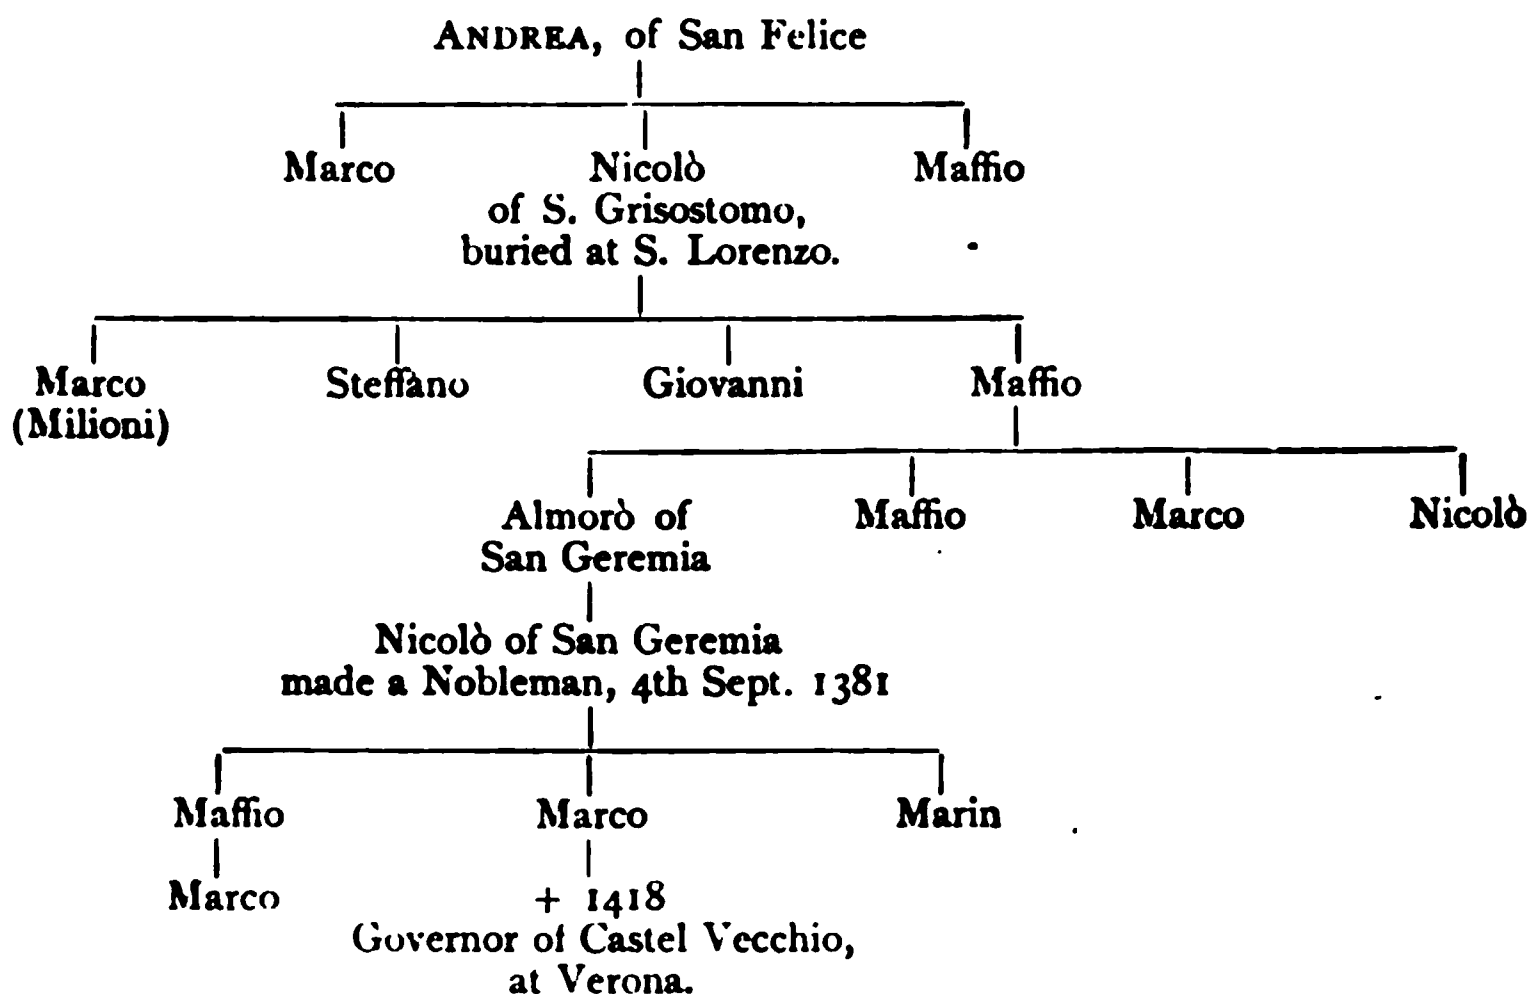 ANDREA, of San Felice
Marco Nicolò Maffio
of S. Grisostomo,
buried at S. Lorenzo.
Marco Steffano Giovanni Maffio
(Milioni)
Almorò of Maffio Marco Nicolò
San Geremia
Nicolò of San Geremia
made a Nobleman, 4th Sept. 1381
Maffio Marco Marin
Marco + 1418
Governor of Castel Vecchio,
at Verona.